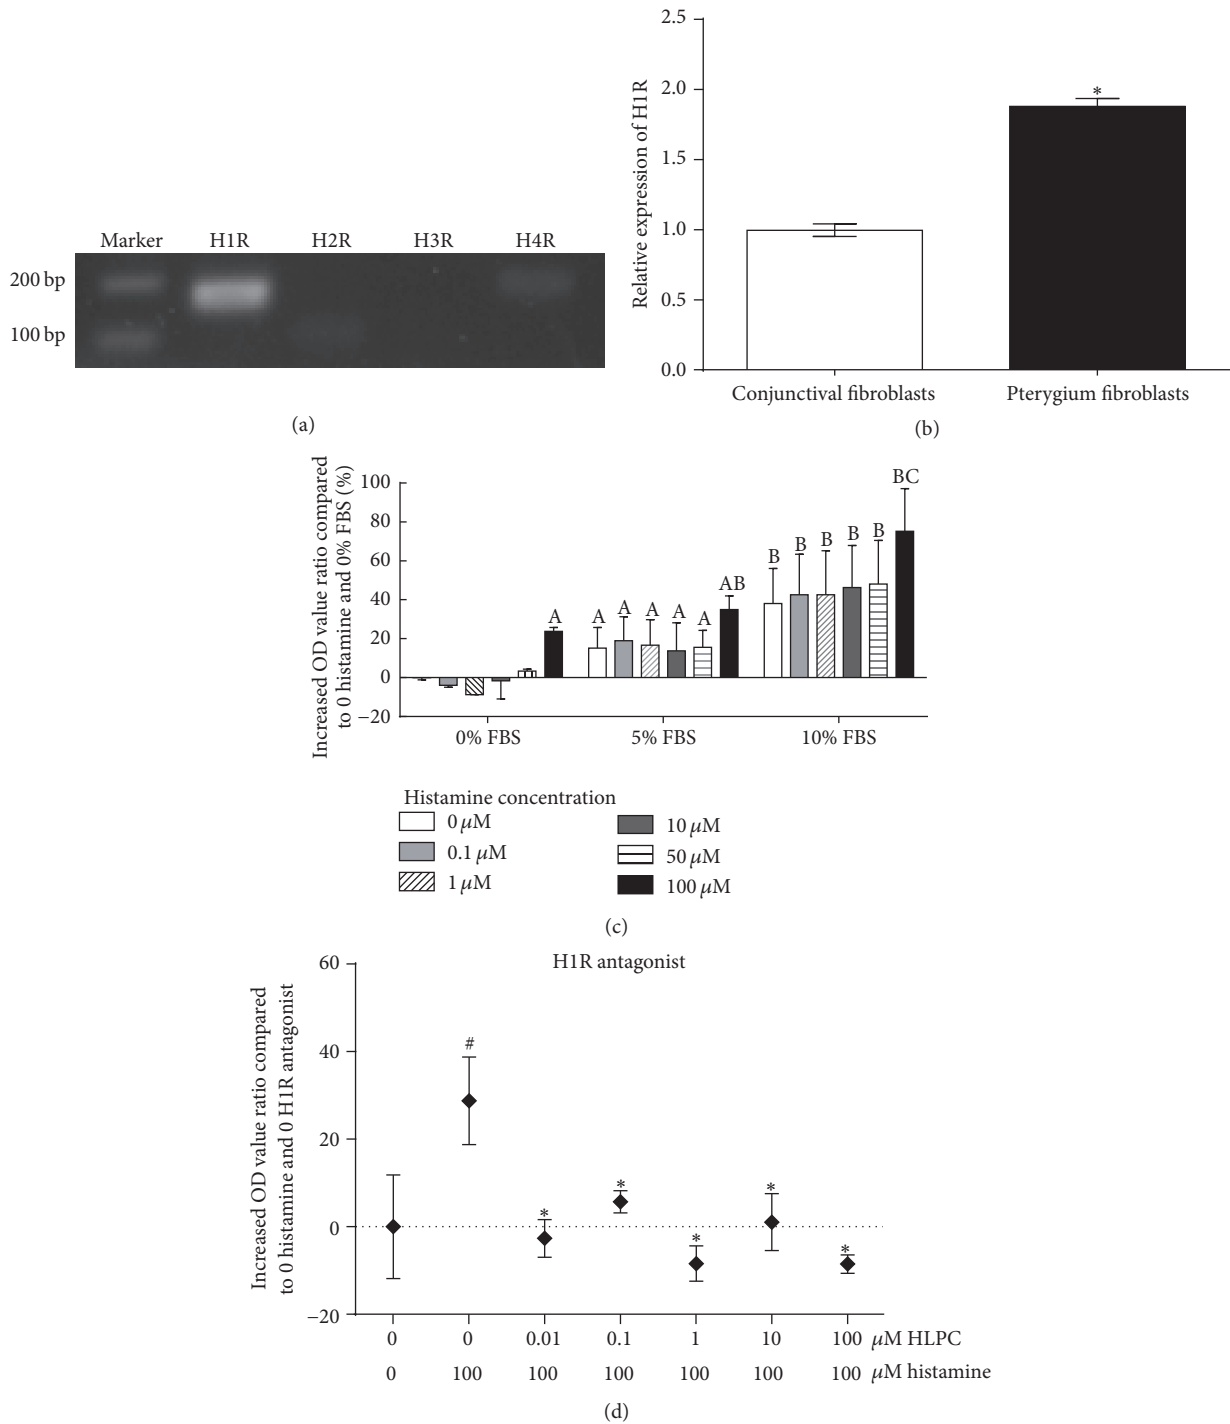 Marker H1R H2R H3R H4R
200 bp
100 bp
(a)
Relative expression of H1R
2.5
2.0
1.5
1.0
0.5
0.0
*
Conjunctival fibroblasts Pterygium fibroblasts
(b)
Increased OD value ratio compared
to 0 histamine and 0% FBS (%)
100
80
60
40
20
0
−20
A A A A A A AB B B B B B BC
0% FBS 5% FBS 10% FBS
Histamine concentration
0 μM
0.1 μM
1 μM
10 μM
50 μM
100 μM
(c)
H1R antagonist
Increased OD value ratio compared
to 0 histamine and 0 H1R antagonist
60
40
20
0
−20
# * * * * *
0 0 0.01 0.1 1 10 100 μM HLPC
0 100 100 100 100 100 100 μM histamine
(d)